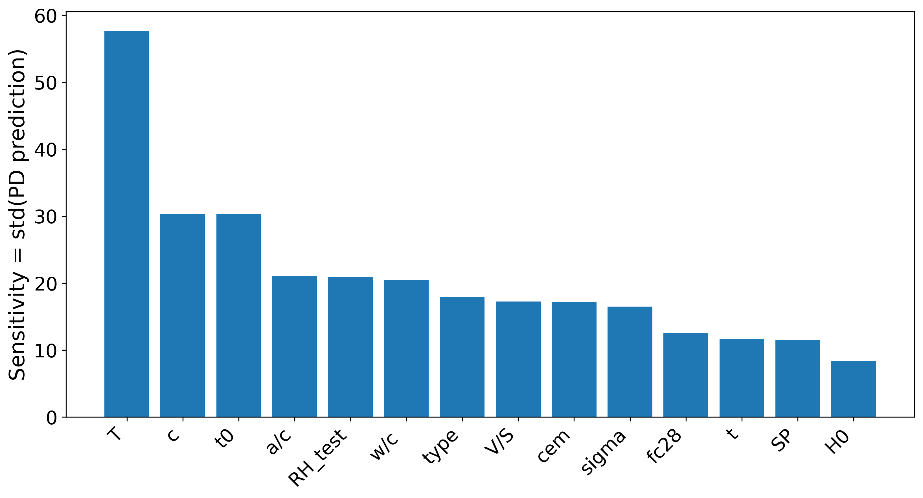 Sensitivity = std(PD prediction)
60
50
40
30
20
10
0
T
c
t0
a/c
RH_test
w/c
type
V/S
cem
sigma
fc28
t
SP
H0